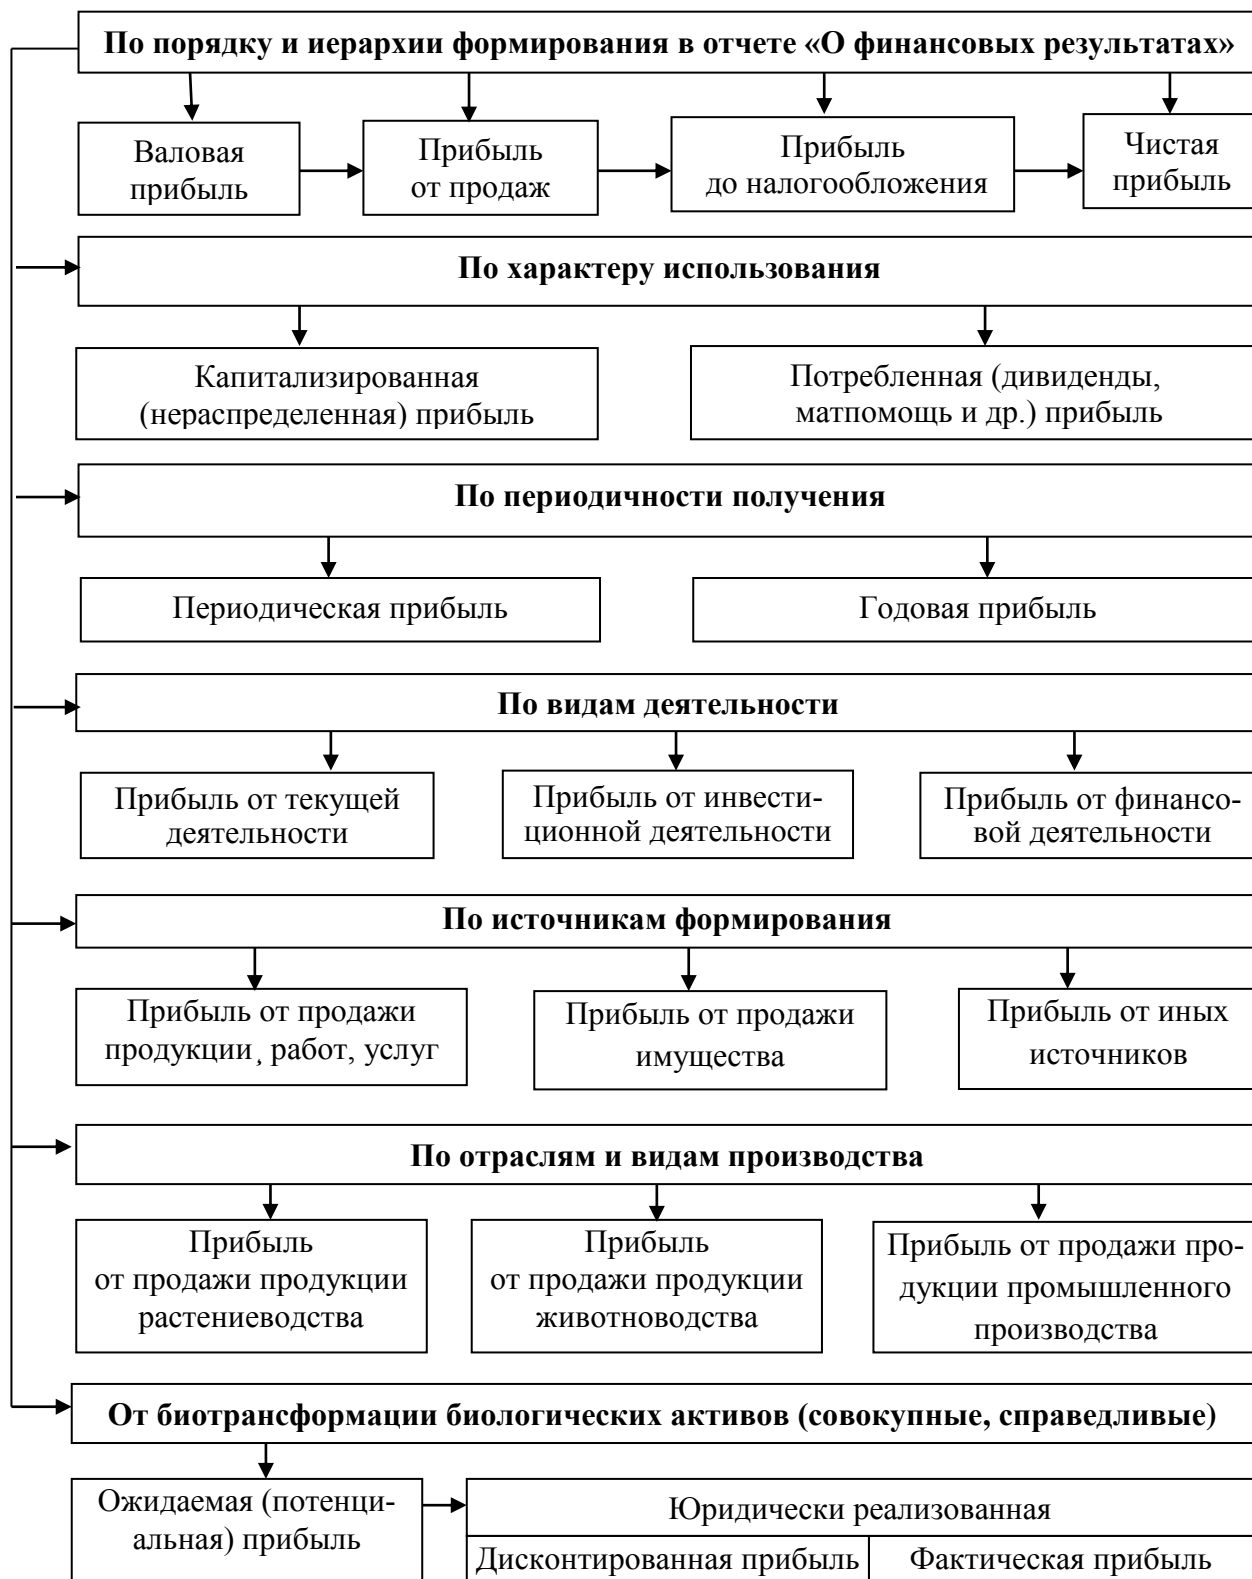 По порядку и иерархии формирования в отчете «О финансовых результатах»
Валовая
прибыль
Прибыль
от продаж
Прибыль
до налогообложения
Чистая
прибыль
По характеру использования
Капитализированная
(нераспределенная) прибыль
Потребленная (дивиденды,
матпомощь и др.) прибыль
По периодичности получения
Периодическая прибыль
Годовая прибыль
По видам деятельности
Прибыль от текущей
деятельности
Прибыль от инвести-
ционной деятельности
Прибыль от финансо-
вой деятельности
По источникам формирования
Прибыль от продажи
продукции, работ, услуг
Прибыль от продажи
имущества
Прибыль от иных
источников
По отраслям и видам производства
Прибыль
от продажи продукции
растениеводства
Прибыль
от продажи продукции
животноводства
Прибыль от продажи про-
дукции промышленного
производства
От биотрансформации биологических активов (совокупные, справедливые)
Ожидаемая (потенци-
альная) прибыль
Юридически реализованная
Дисконтированная прибыль
Фактическая прибыль